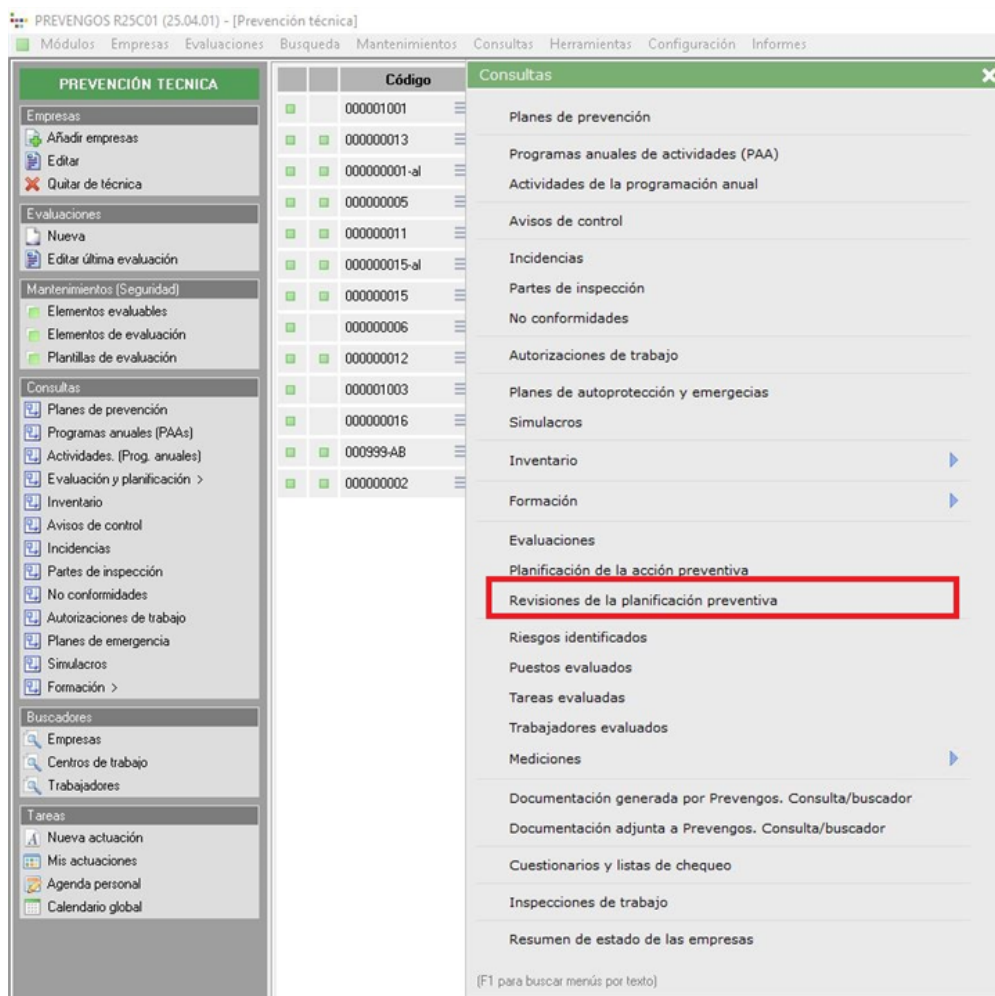 PREVENGOS R25C01 (25.04.01) - [Prevención técnica]
Módulos Empresas Evaluaciones Busqueda Mantenimientos Consultas Herramientas Configuración Informes
PREVENCIÓN TECNICA
Empresas
Añadir empresas
Editar
Quitar de técnica
Evaluaciones
Nueva
Editar última evaluación
Mantenimientos (Seguridad)
Elementos evaluables
Elementos de evaluación
Plantillas de evaluación
Consultas
Planes de prevención
Programas anuales (PAAs)
Actividades. (Prog. anuales)
Evaluación y planificación >
Inventario
Avisos de control
Incidencias
Partes de inspección
No conformidades
Autorizaciones de trabajo
Planes de emergencia
Simulacros
Formación >
Buscadores
Empresas
Centros de trabajo
Trabajadores
Tareas
Nueva actuación
Mis actuaciones
Agenda personal
Calendario global
Código
000001001
000000013
000000001-al
000000005
000000011
000000015-al
000000015
000000006
000000012
000001003
000000016
000999-AB
000000002
Consultas
Planes de prevención
Programas anuales de actividades (PAA)
Actividades de la programación anual
Avisos de control
Incidencias
Partes de inspección
No conformidades
Autorizaciones de trabajo
Planes de autoprotección y emergecias
Simulacros
Inventario
Formación
Evaluaciones
Planificación de la acción preventiva
Revisiones de la planificación preventiva
Riesgos identificados
Puestos evaluados
Tareas evaluadas
Trabajadores evaluados
Mediciones
Documentación generada por Prevengos. Consulta/buscador
Documentación adjunta a Prevengos. Consulta/buscador
Cuestionarios y listas de chequeo
Inspecciones de trabajo
Resumen de estado de las empresas
(F1 para buscar menús por texto)